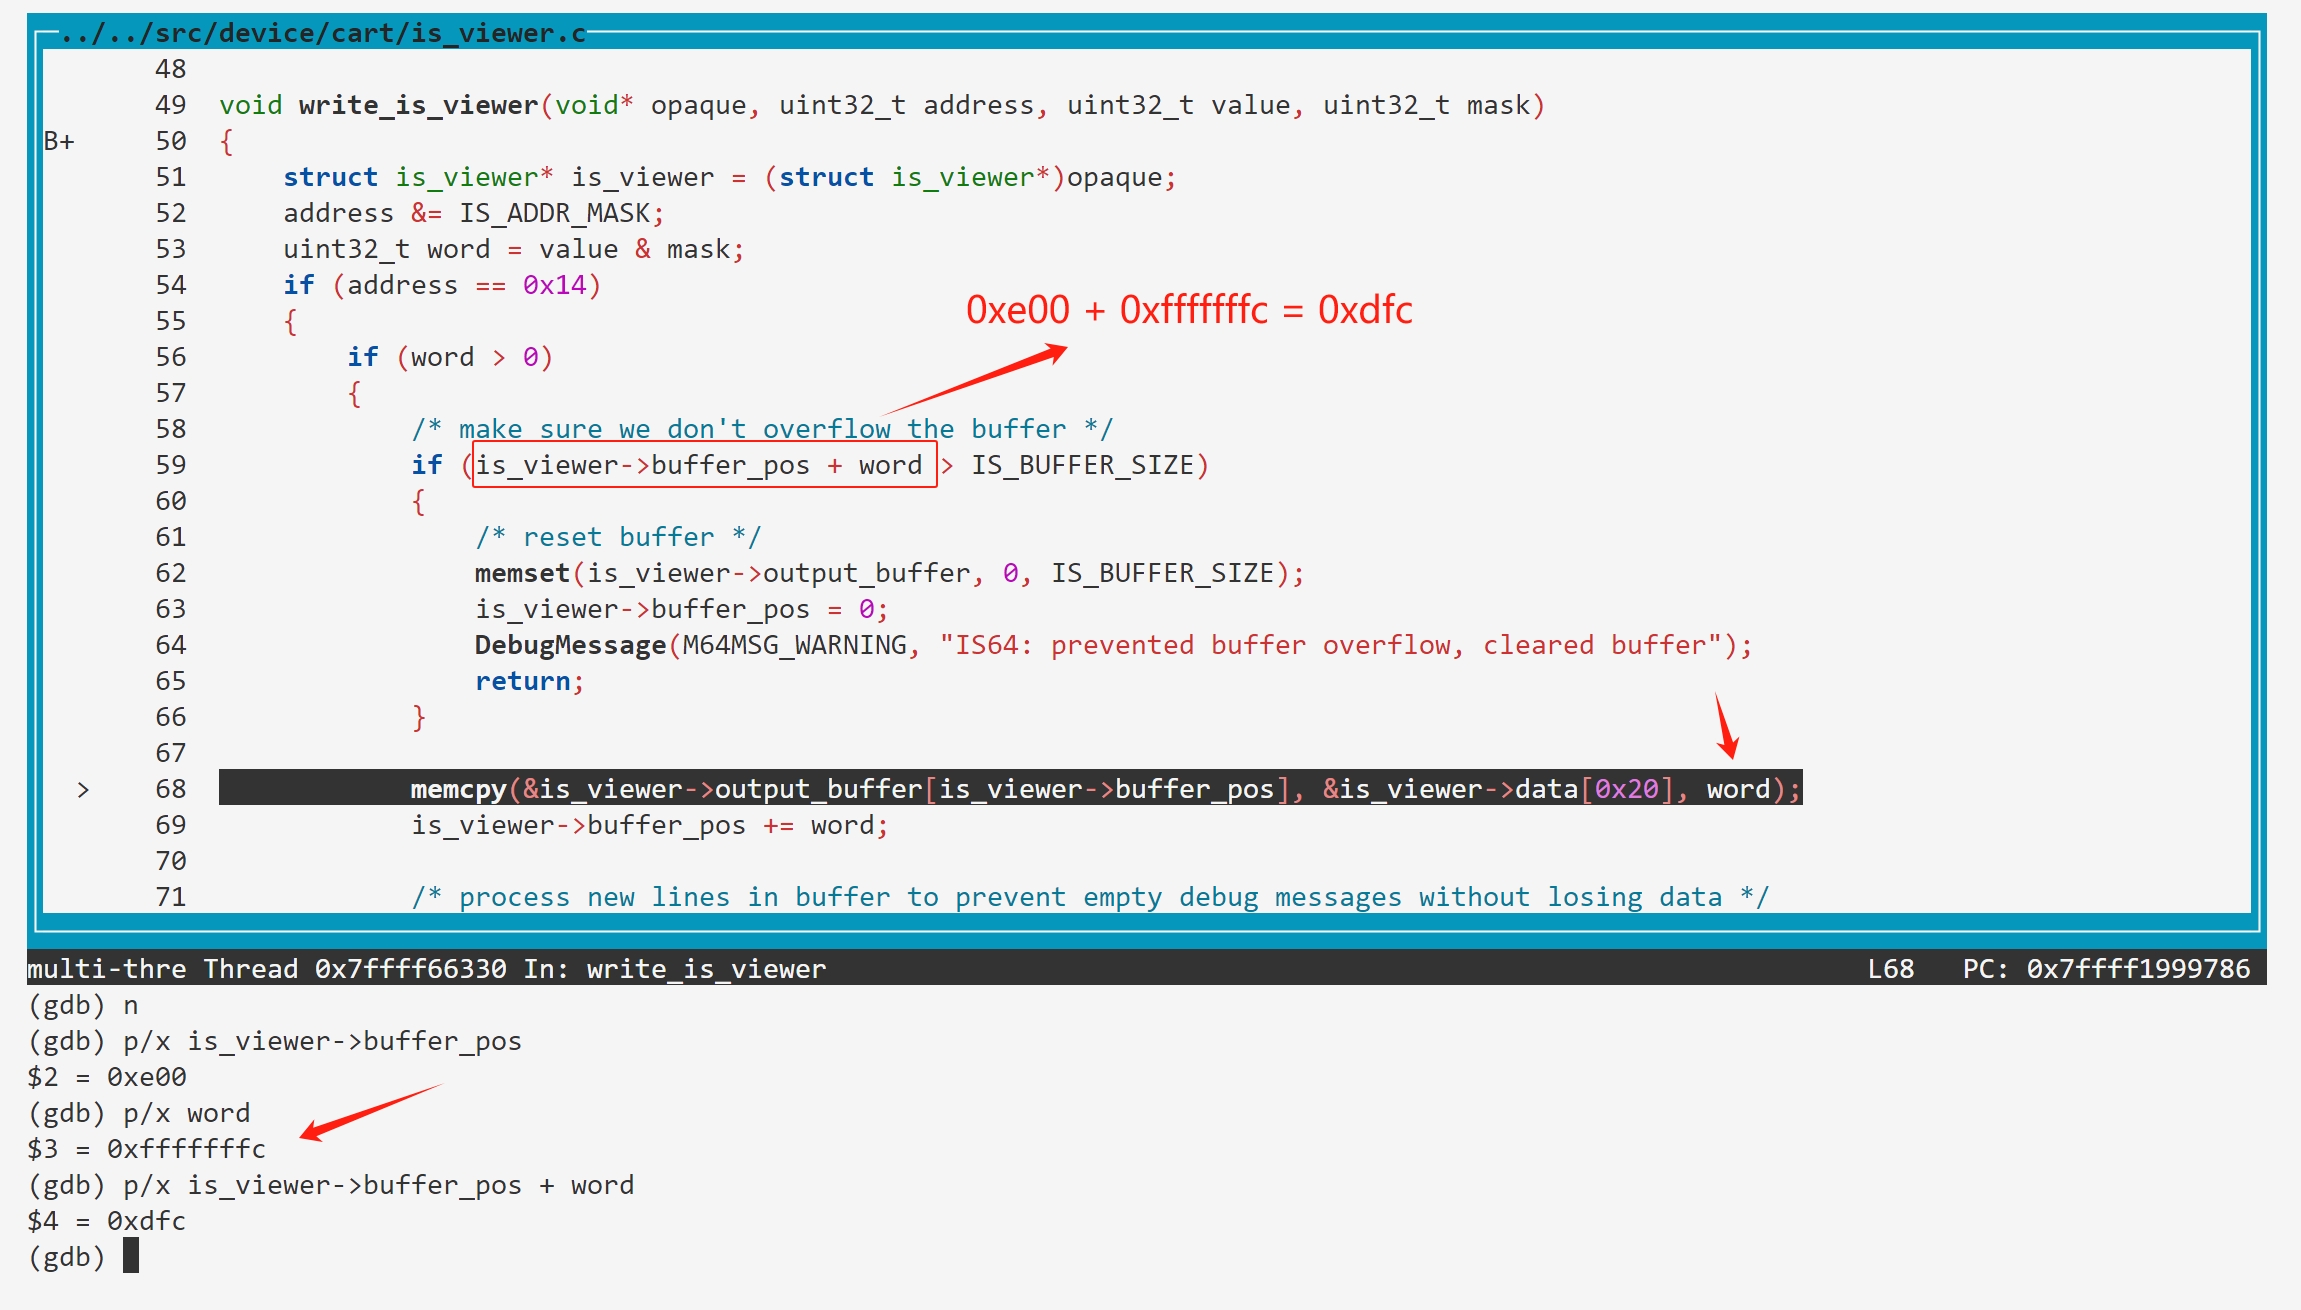 ../../src/device/cart/is_viewer.c
48
49 void write_is_viewer(void* opaque, uint32_t address, uint32_t value, uint32_t mask)
B+ 50 {
51 struct is_viewer* is_viewer = (struct is_viewer*)opaque;
52 address &= IS_ADDR_MASK;
53 uint32_t word = value & mask;
54 if (address == 0x14)
0xe00 + 0xfffffffc = 0xdfc
55 {
56 if (word > 0)
57 {
58 /* make sure we don't overflow the buffer */
59 if (is_viewer->buffer_pos + word > IS_BUFFER_SIZE)
60 {
61 /* reset buffer */
62 memset(is_viewer->output_buffer, 0, IS_BUFFER_SIZE);
63 is_viewer->buffer_pos = 0;
64 DebugMessage(M64MSG_WARNING, "IS64: prevented buffer overflow, cleared buffer");
65 return;
66 }
67
> 68 memcpy(&is_viewer->output_buffer[is_viewer->buffer_pos], &is_viewer->data[0x20], word);
69 is_viewer->buffer_pos += word;
70
71 /* process new lines in buffer to prevent empty debug messages without losing data */
multi-thre Thread 0x7ffff66330 In: write_is_viewer L68 PC: 0x7ffff1999786
(gdb) n
(gdb) p/x is_viewer->buffer_pos
$2 = 0xe00
(gdb) p/x word
$3 = 0xfffffffc
(gdb) p/x is_viewer->buffer_pos + word
$4 = 0xdfc
(gdb)